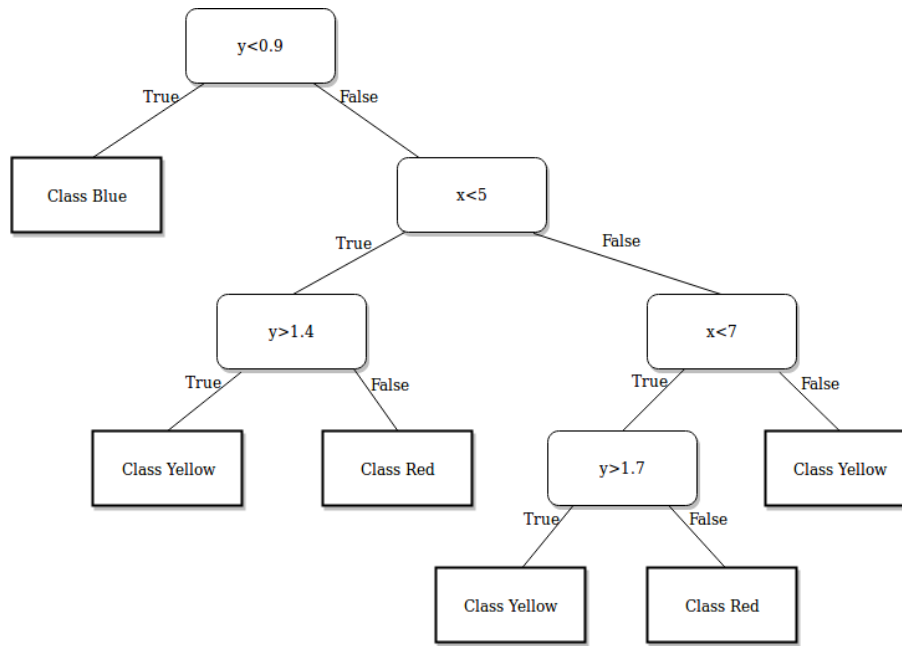 y<0.9
True
False
Class Blue
x<5
True
False
y>1.4
x<7
True
False
True
False
Class Yellow
Class Red
y>1.7
Class Yellow
True
False
Class Yellow
Class Red